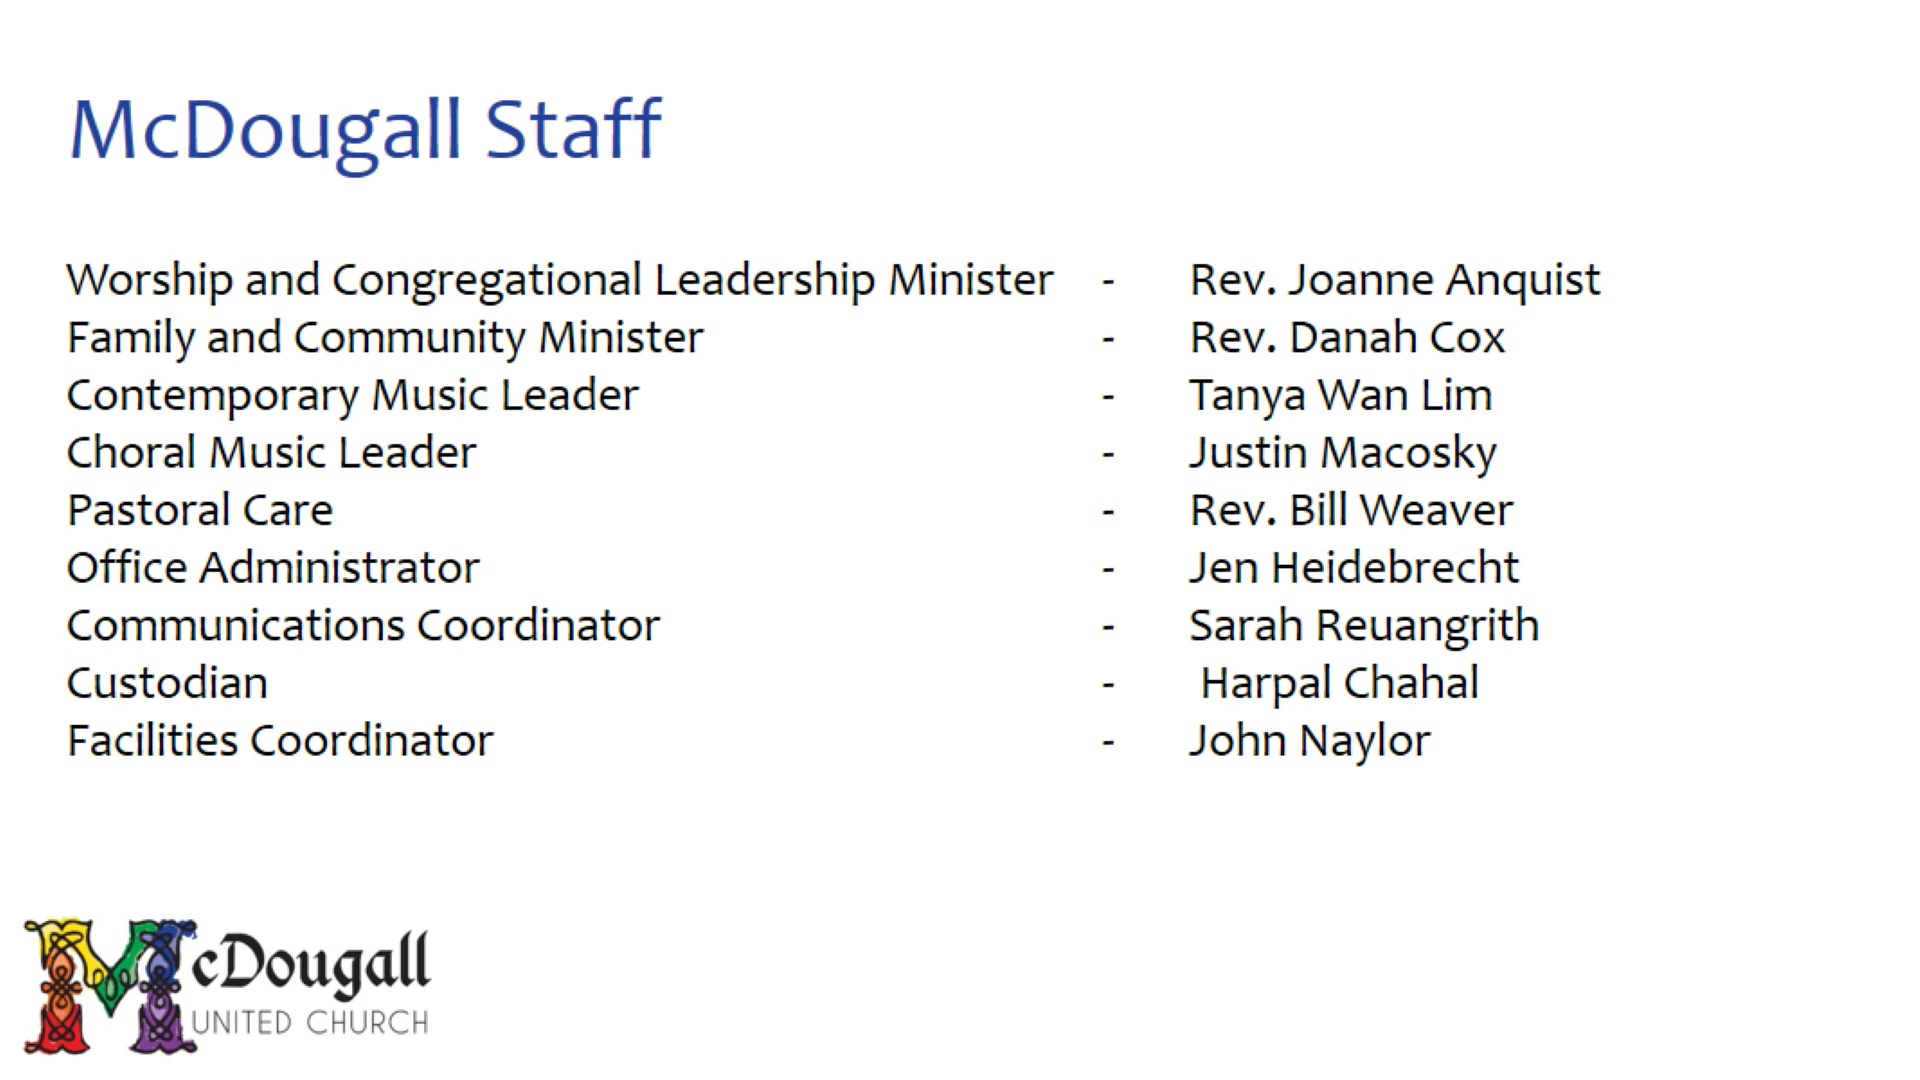 McDougall Staff
Worship and Congregational Leadership Minister - Rev. Joanne Anquist
Family and Community Minister - Rev. Danah Cox
Contemporary Music Leader - Tanya Wan Lim
Choral Music Leader - Justin Macosky
Pastoral Care - Rev. Bill Weaver
Office Administrator - Jen Heidebrecht
Communications Coordinator - Sarah Reuangrith
Custodian - Harpal Chahal
Facilities Coordinator - John Naylor
McDougall
UNITED CHURCH